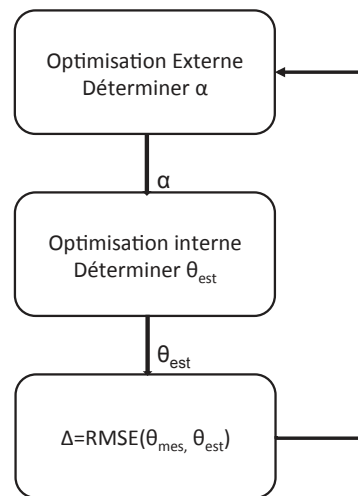 Optimisation Externe
Déterminer α
α
Optimisation interne
Déterminer θest
θest
Δ=RMSE(θmes, θest)